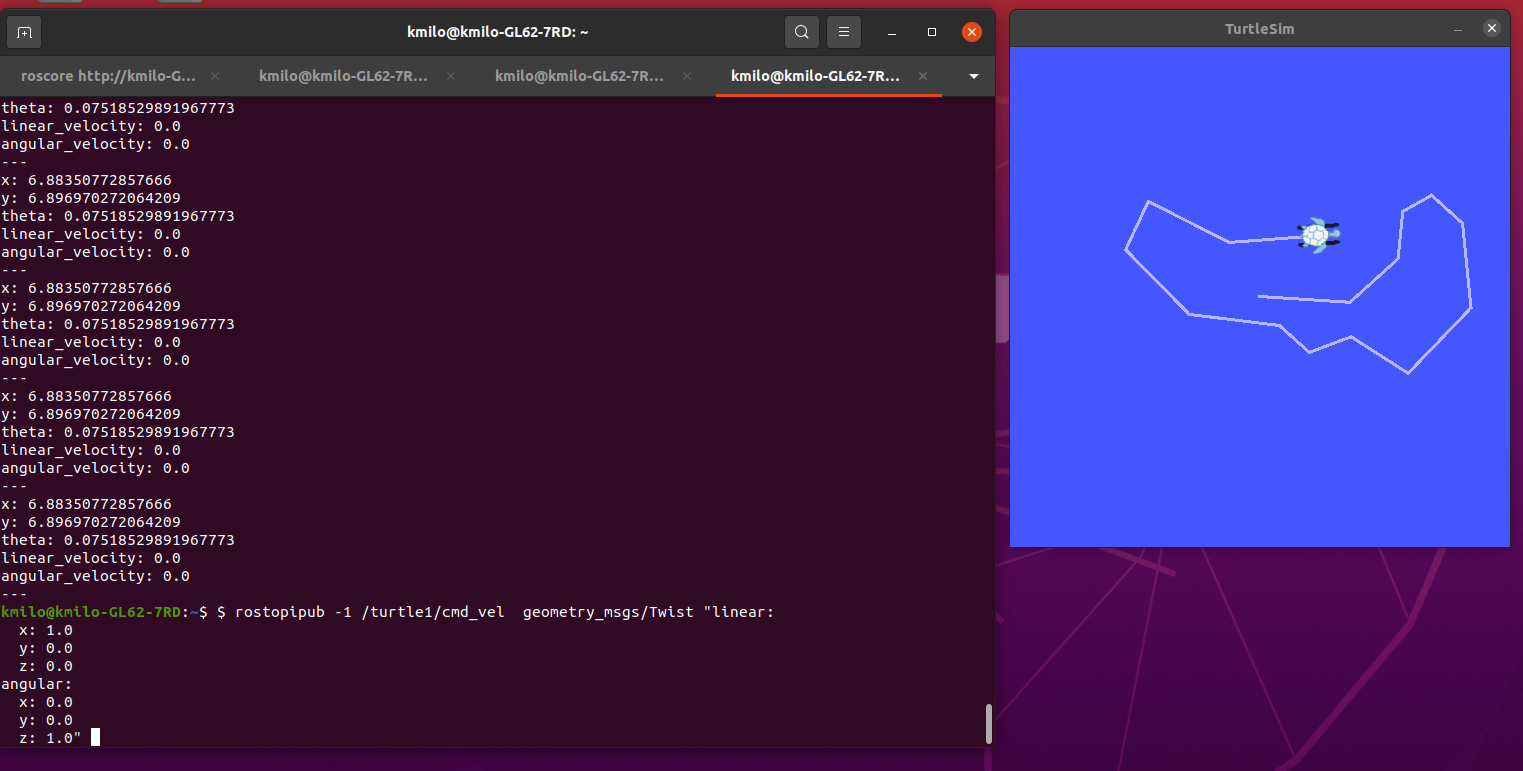 kmilo@kmilo-GL62-7RD: ~
TurtleSim
roscore http://kmilo-G...
kmilo@kmilo-GL62-7R...
kmilo@kmilo-GL62-7R...
kmilo@kmilo-GL62-7R...
theta: 0.07518529891967773
linear_velocity: 0.0
angular_velocity: 0.0
---
x: 6.88350772857666
y: 6.896970272064209
theta: 0.07518529891967773
linear_velocity: 0.0
angular_velocity: 0.0
---
x: 6.88350772857666
y: 6.896970272064209
theta: 0.07518529891967773
linear_velocity: 0.0
angular_velocity: 0.0
---
x: 6.88350772857666
y: 6.896970272064209
theta: 0.07518529891967773
linear_velocity: 0.0
angular_velocity: 0.0
---
x: 6.88350772857666
y: 6.896970272064209
theta: 0.07518529891967773
linear_velocity: 0.0
angular_velocity: 0.0
---
kmilo@kmilo-GL62-7RD:~$ $ rostopipub -1 /turtle1/cmd_vel  geometry_msgs/Twist "linear:
  x: 1.0
  y: 0.0
  z: 0.0
angular:
  x: 0.0
  y: 0.0
  z: 1.0"